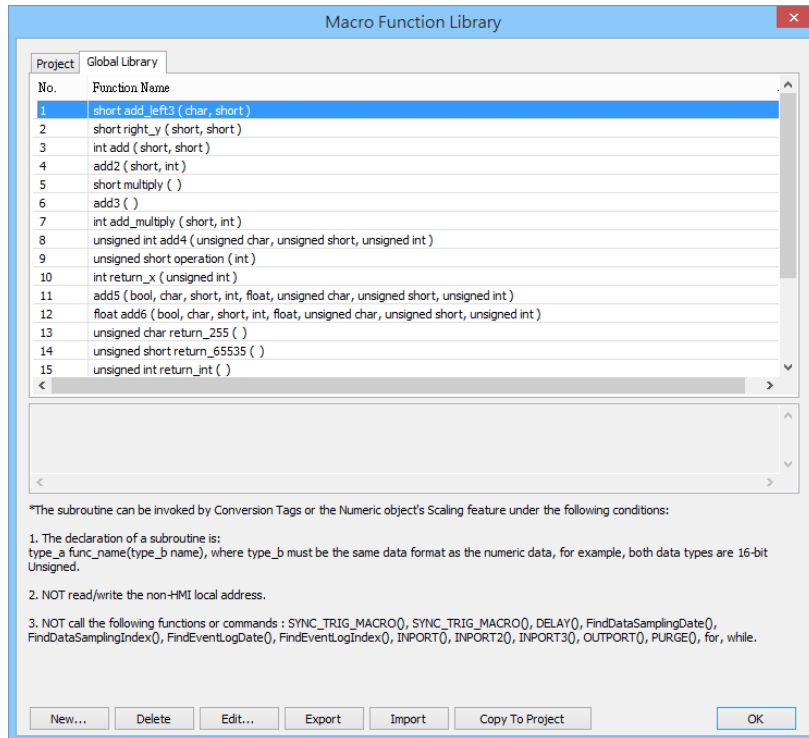 Macro Function Library
Project Global Library
No. Function Name
1 short add_left3 ( char, short )
2 short right_y ( short, short )
3 int add ( short, short )
4 add2 ( short, int )
5 short multiply ( )
6 add3 ( )
7 int add_multiply ( short, int )
8 unsigned int add4 ( unsigned char, unsigned short, unsigned int )
9 unsigned short operation ( int )
10 int return_x ( unsigned int )
11 add5 ( bool, char, short, int, float, unsigned char, unsigned short, unsigned int )
12 float add6 ( bool, char, short, int, float, unsigned char, unsigned short, unsigned int )
13 unsigned char return_255 ( )
14 unsigned short return_65535 ( )
15 unsigned int return_int ( )
*The subroutine can be invoked by Conversion Tags or the Numeric object's Scaling feature under the following conditions:
1. The declaration of a subroutine is:
type_a func_name(type_b name), where type_b must be the same data format as the numeric data, for example, both data types are 16-bit
Unsigned.
2. NOT read/write the non-HMI local address.
3. NOT call the following functions or commands : SYNC_TRIG_MACRO(), SYNC_TRIG_MACRO(), DELAY(), FindDataSamplingDate(),
FindDataSamplingIndex(), FindEventLogDate(), FindEventLogIndex(), INPORT(), INPORT2(), INPORT3(), OUTPORT(), PURGE(), for, while.
New... Delete Edit... Export Import Copy To Project OK